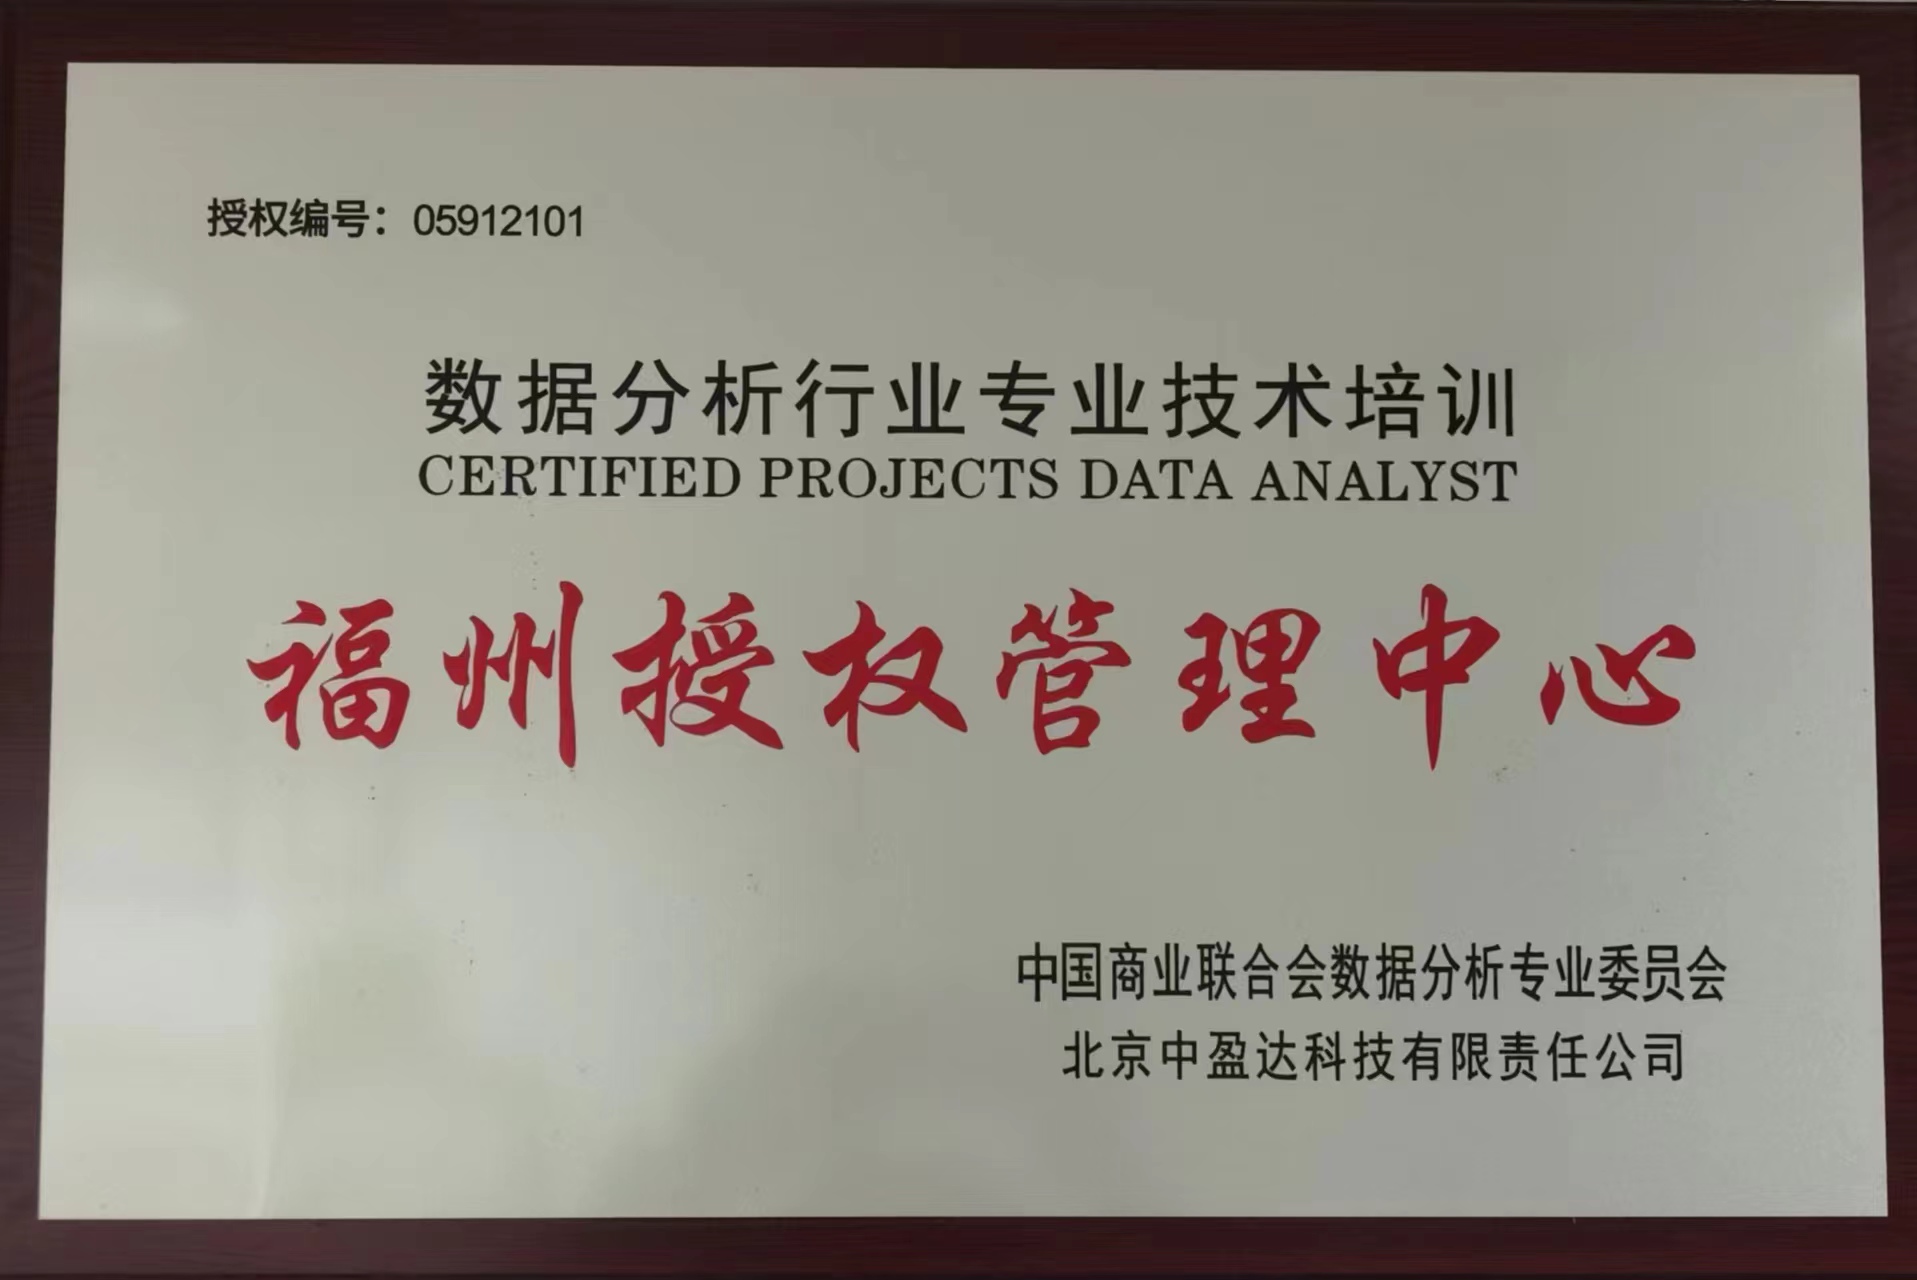 授权编号：05912101
数据分析行业专业技术培训
CERTIFIED PROJECTS DATA ANALYST
福州授权管理中心
中国商业联合会数据分析专业委员会
北京中盈达科技有限责任公司